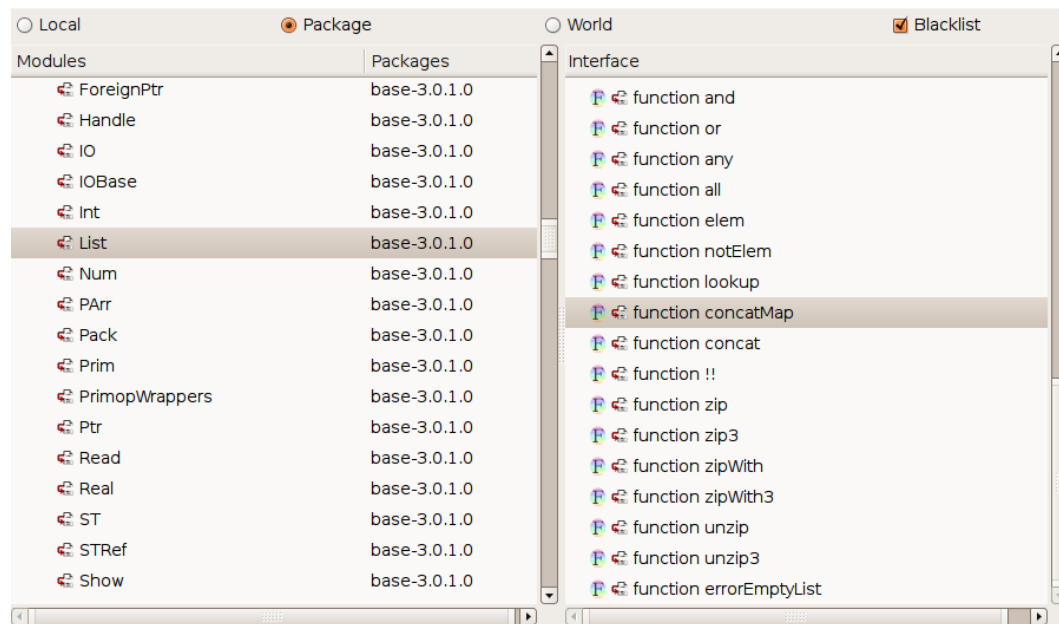 Local Package World Blacklist
Modules Packages
ForeignPtr base-3.0.1.0
Handle base-3.0.1.0
IO base-3.0.1.0
IOBase base-3.0.1.0
Int base-3.0.1.0
List base-3.0.1.0
Num base-3.0.1.0
PArr base-3.0.1.0
Pack base-3.0.1.0
Prim base-3.0.1.0
PrimopWrappers base-3.0.1.0
Ptr base-3.0.1.0
Read base-3.0.1.0
Real base-3.0.1.0
ST base-3.0.1.0
STRef base-3.0.1.0
Show base-3.0.1.0
Interface
F function and
F function or
F function any
F function all
F function elem
F function notElem
F function lookup
F function concatMap
F function concat
F function !!
F function zip
F function zip3
F function zipWith
F function zipWith3
F function unzip
F function unzip3
F function errorEmptyList